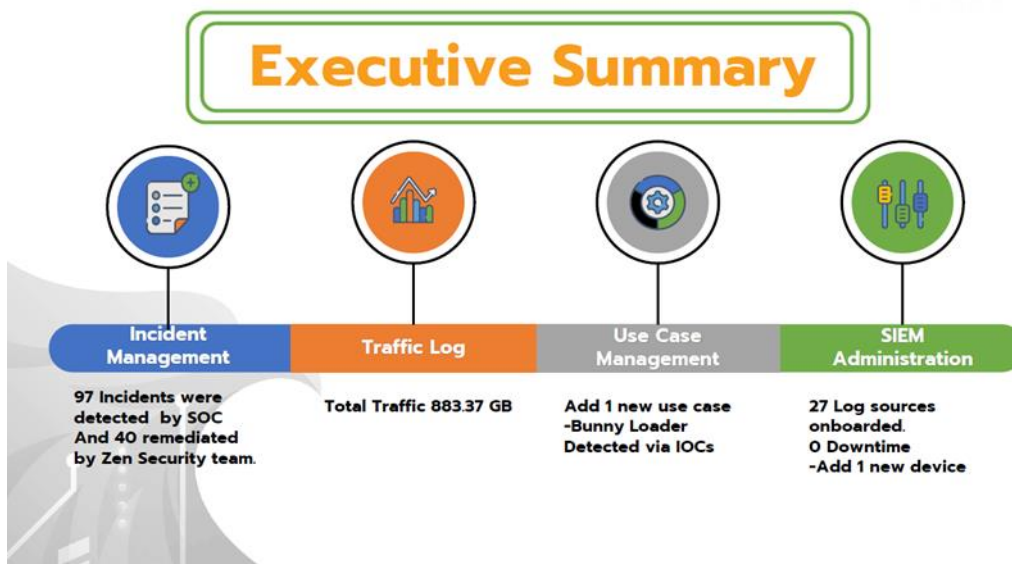 Executive Summary
Incident
Management
Traffic Log
Use Case
Management
SIEM
Administration
97 Incidents were
detected by SOC
And 40 remediated
by Zen Security team.
Total Traffic 883.37 GB
Add 1 new use case
-Bunny Loader
Detected via IOCs
27 Log sources
onboarded.
0 Downtime
-Add 1 new device